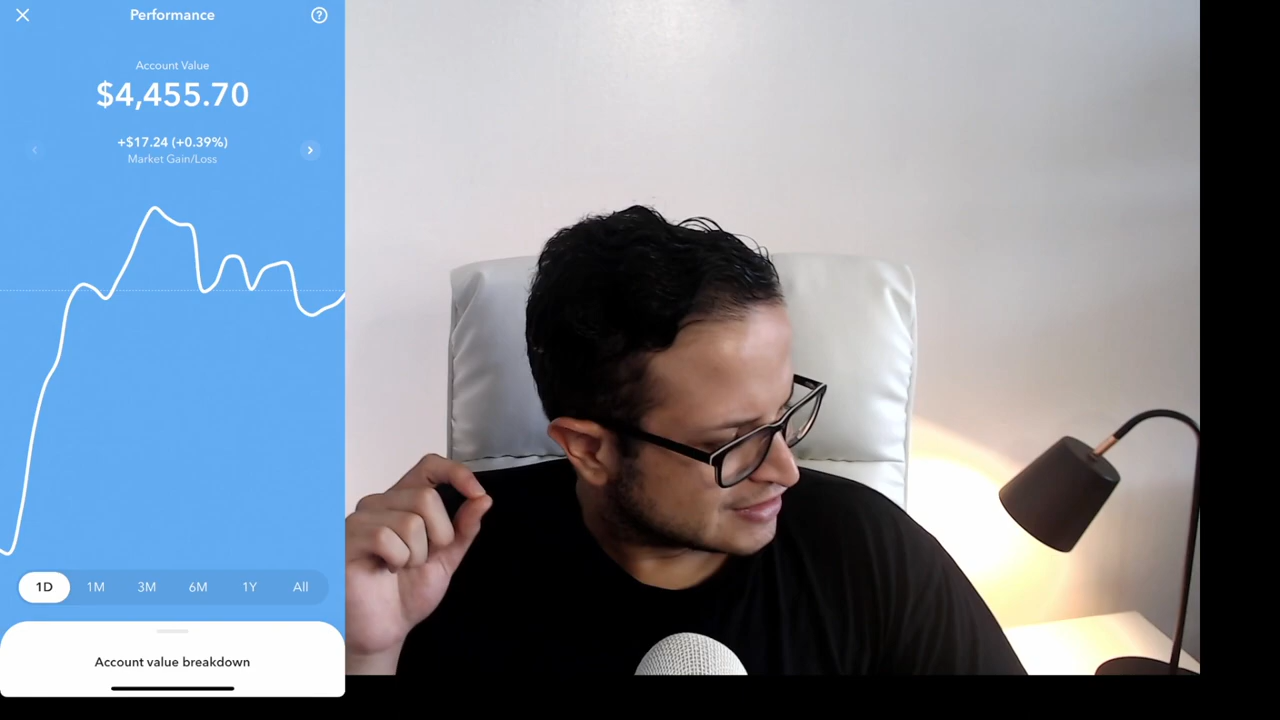 Performance
?
Account Value
$4,455.70
+$17.24 (+0.39%)
Market Gain/Loss
1D 1M 3M 6M 1Y All
Account value breakdown